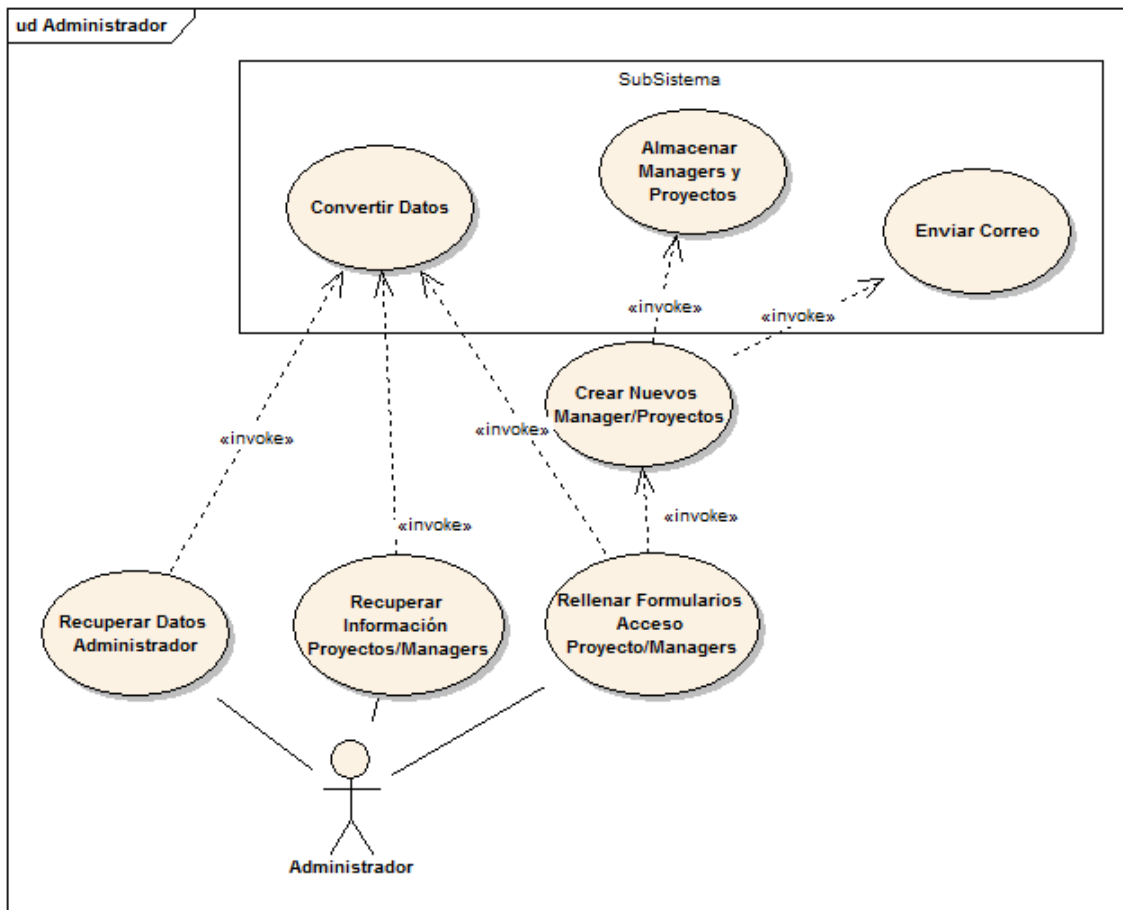 ud Administrador
SubSistema
Almacenar
Managers y
Proyectos
Convertir Datos
Enviar Correo
«invoke»
«invoke»
Crear Nuevos
Manager/Proyectos
«invoke»
«invoke»
«invoke»
«invoke»
Recuperar Datos
Administrador
Recuperar
Información
Proyectos/Managers
Rellenar Formularios
Acceso
Proyecto/Managers
Administrador